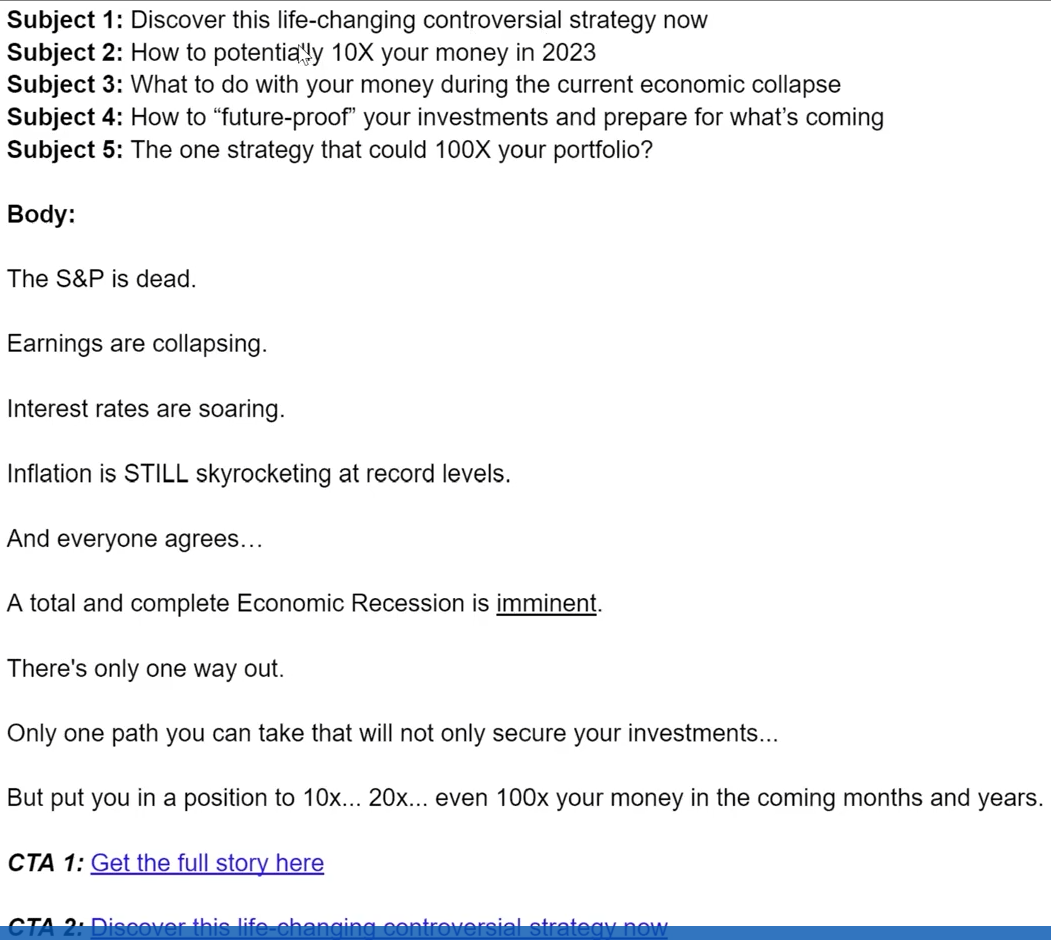 Subject 1: Discover this life-changing controversial strategy now
Subject 2: How to potentially 10X your money in 2023
Subject 3: What to do with your money during the current economic collapse
Subject 4: How to “future-proof” your investments and prepare for what’s coming
Subject 5: The one strategy that could 100X your portfolio?
Body:
The S&P is dead.
Earnings are collapsing.
Interest rates are soaring.
Inflation is STILL skyrocketing at record levels.
And everyone agrees…
A total and complete Economic Recession is imminent.
There's only one way out.
Only one path you can take that will not only secure your investments...
But put you in a position to 10x... 20x... even 100x your money in the coming months and years.
CTA 1: Get the full story here
CTA 2: Discover this life-changing controversial strategy now